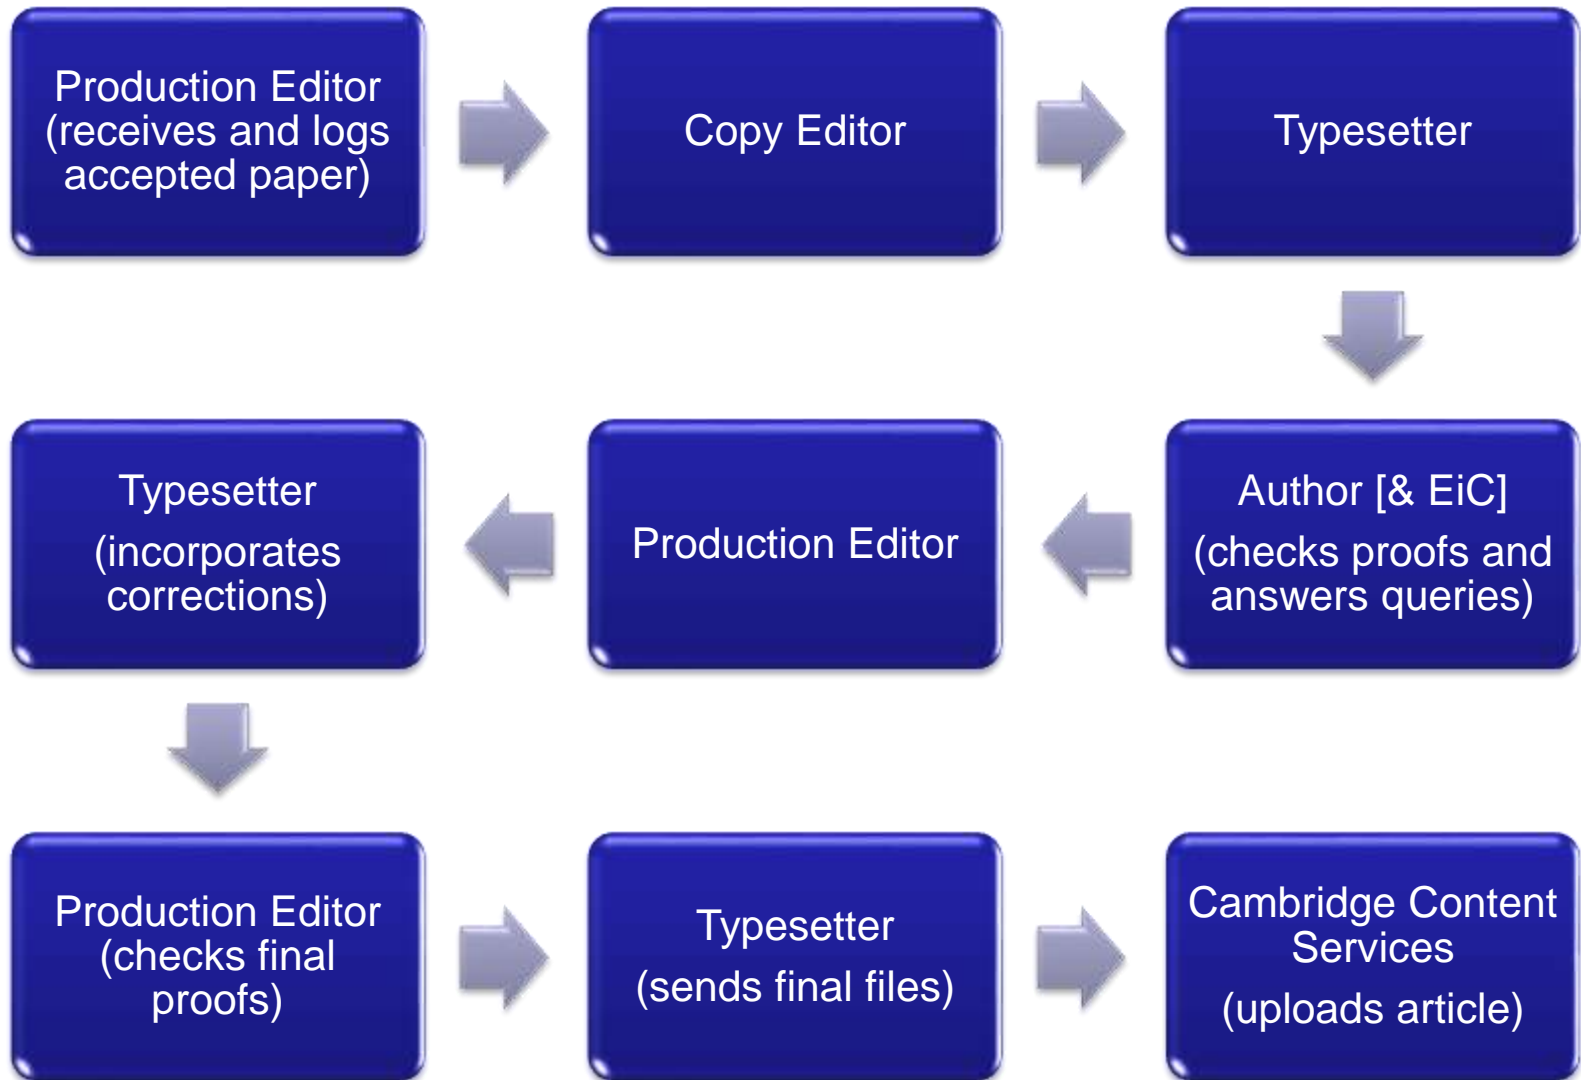 Production Editor
(receives and logs
accepted paper)
Copy Editor
Typesetter
Typesetter
(incorporates
corrections)
Production Editor
Author [& EiC]
(checks proofs and
answers queries)
Production Editor
(checks final
proofs)
Typesetter
(sends final files)
Cambridge Content
Services
(uploads article)